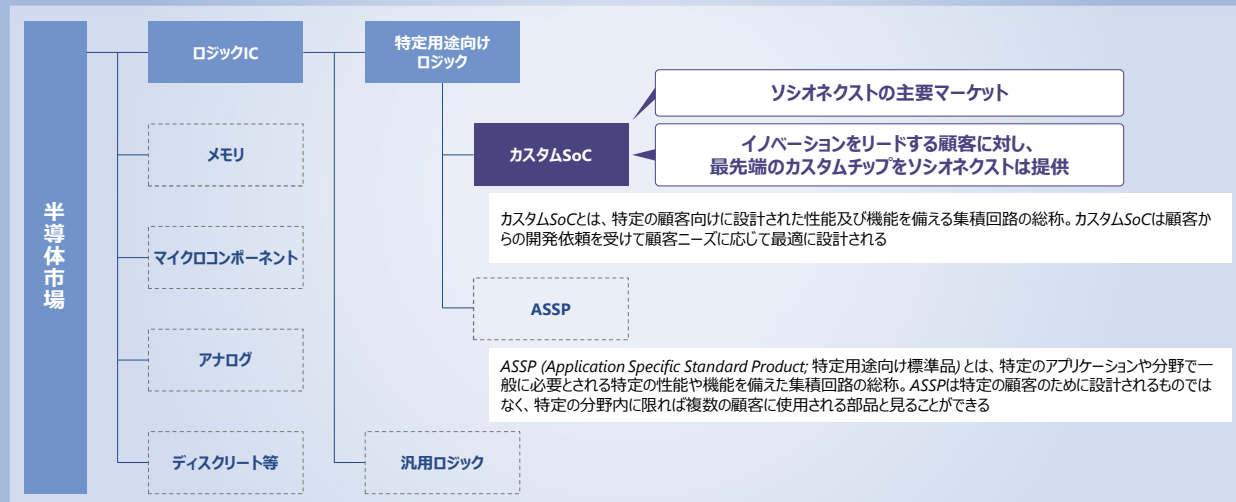 半導体市場
ロジックIC
メモリ
マイクロコンポーネント
アナログ
ディスクリート等
特定用途向け
ロジック
汎用ロジック
カスタムSoC
ソシオネクストの主要マーケット
イノベーションをリードする顧客に対し、
最先端のカスタムチップをソシオネクストは提供
カスタムSoCとは、特定の顧客向けに設計された性能及び機能を備える集積回路の総称。カスタムSoCは顧客か
らの開発依頼を受けて顧客ニーズに応じて最適に設計される
ASSP
ASSP (Application Specific Standard Product; 特定用途向け標準品) とは、特定のアプリケーションや分野で一
般に必要とされる特定の性能や機能を備えた集積回路の総称。ASSPは特定の顧客のために設計されるものでは
なく、特定の分野内に限れば複数の顧客に使用される部品と見ることができる